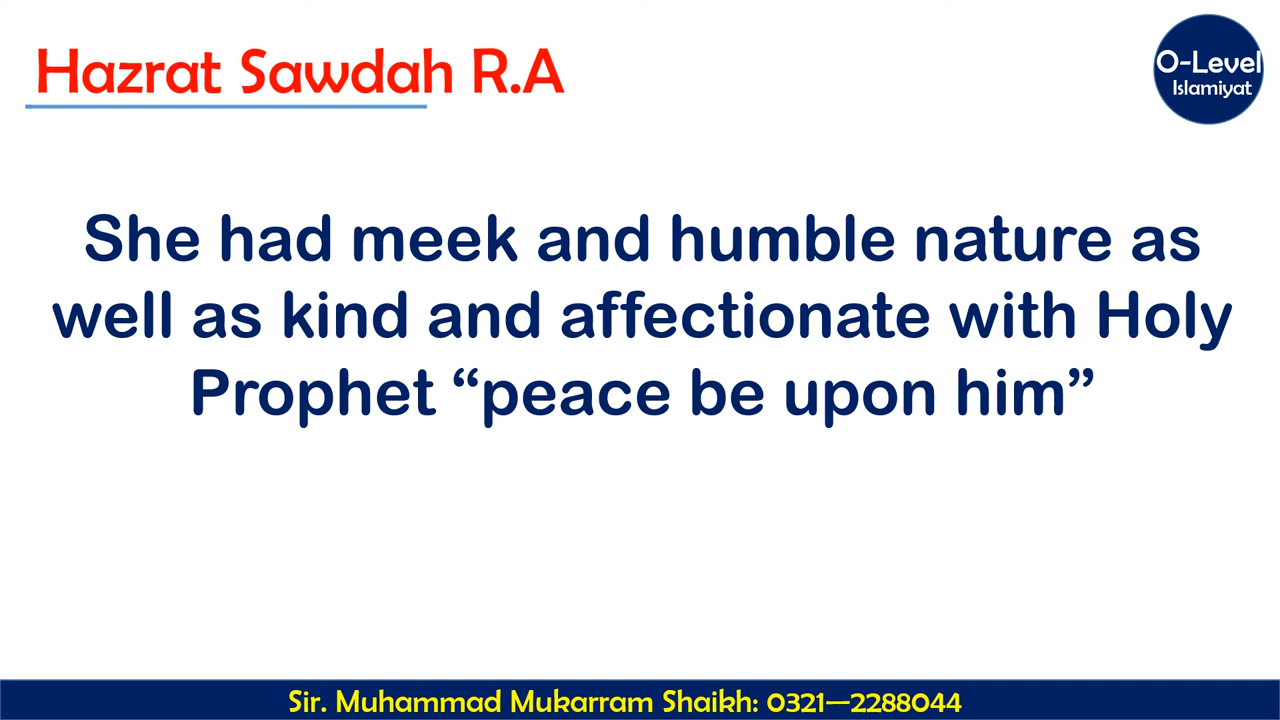 Hazrat Sawdah R.A
O-Level
Islamiyat
She had meek and humble nature as
well as kind and affectionate with Holy
Prophet “peace be upon him”
Sir. Muhammad Mukarram Shaikh: 0321—2288044